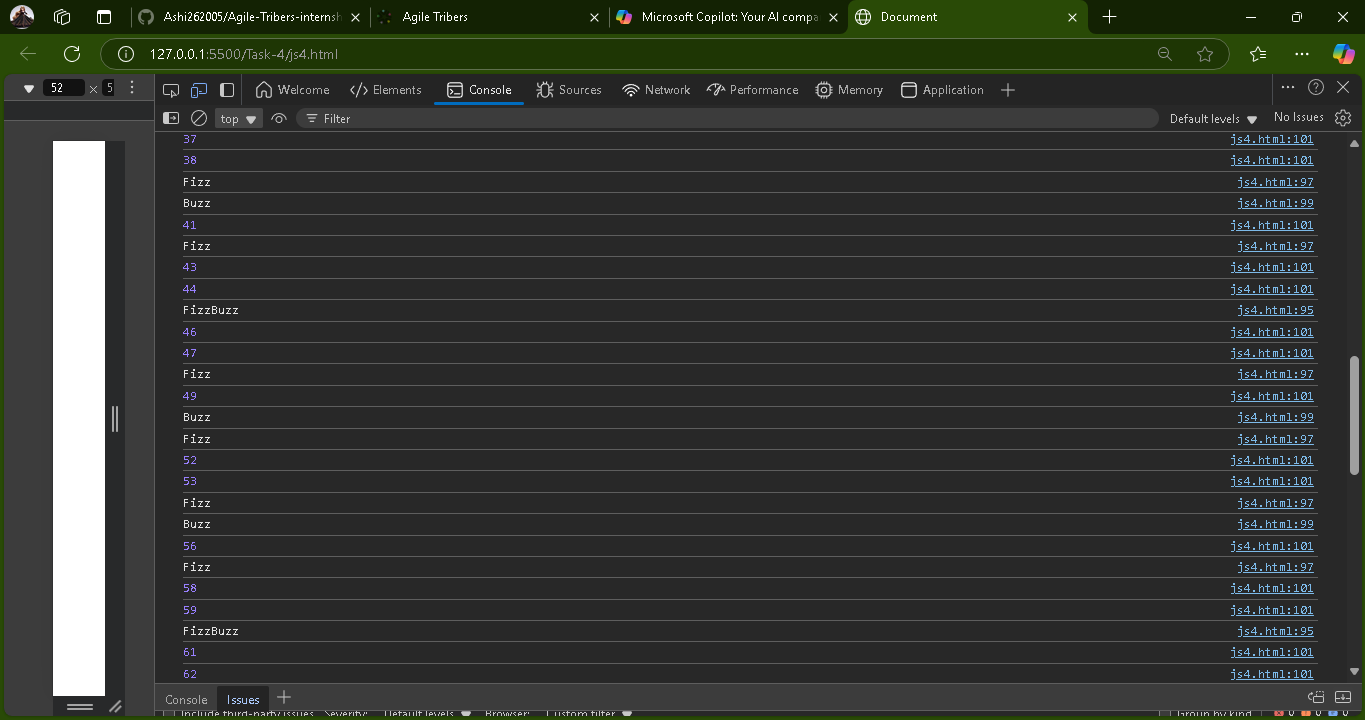 Ashi262005/Agile-Tribers-internsh
Agile Tribers
Microsoft Copilot: Your AI compa
Document
127.0.0.1:5500/Task-4/js4.html
52 × 5
Welcome Elements Console Sources Network Performance Memory Application
top Filter Default levels No Issues
37 js4.html:101
38 js4.html:101
Fizz js4.html:97
Buzz js4.html:99
41 js4.html:101
Fizz js4.html:97
43 js4.html:101
44 js4.html:101
FizzBuzz js4.html:95
46 js4.html:101
47 js4.html:101
Fizz js4.html:97
49 js4.html:101
Buzz js4.html:99
Fizz js4.html:97
52 js4.html:101
53 js4.html:101
Fizz js4.html:97
Buzz js4.html:99
56 js4.html:101
Fizz js4.html:97
58 js4.html:101
59 js4.html:101
FizzBuzz js4.html:95
61 js4.html:101
62 js4.html:101
Console Issues
Include third-party issues Severity: Default levels Browser: Custom filter Group by kind 0 0 0